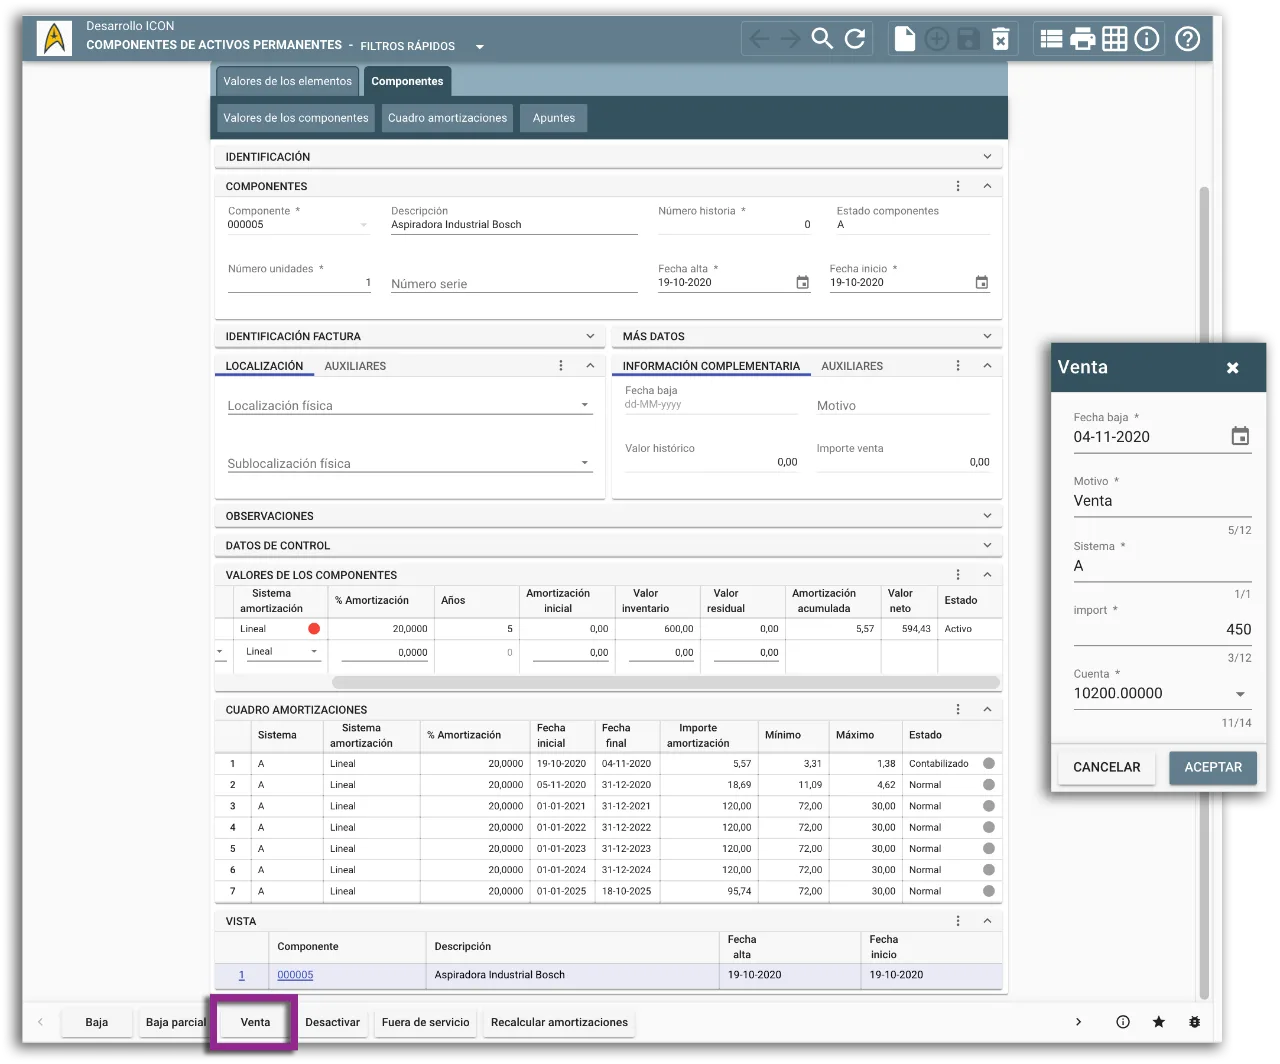 Desarrollo ICON
COMPONENTES DE ACTIVOS PERMANENTES - FILTROS RÁPIDOS
Valores de los elementos Componentes
Valores de los componentes Cuadro amortizaciones Apuntes
IDENTIFICACIÓN
COMPONENTES
Componente * Descripción Número historia * Estado componentes
000005 Aspiradora Industrial Bosch 0 A
Número unidades * Fecha alta * Fecha inicio *
1 Número serie 19-10-2020 19-10-2020
IDENTIFICACIÓN FACTURA MÁS DATOS
LOCALIZACIÓN AUXILIARES INFORMACIÓN COMPLEMENTARIA AUXILIARES
Fecha baja
Localización física dd-MM-yyyy Motivo
Valor histórico Importe venta
Sublocalización física 0,00 0,00
OBSERVACIONES
DATOS DE CONTROL
VALORES DE LOS COMPONENTES
Sistema amortización % Amortización Años Amortización inicial Valor inventario Valor residual Amortización acumulada Valor neto Estado
Lineal 20,0000 5 0,00 600,00 0,00 5,57 594,43 Activo
Lineal 0,0000 0 0,00 0,00 0,00
CUADRO AMORTIZACIONES
Sistema Sistema amortización % Amortización Fecha inicial Fecha final Importe amortización Mínimo Máximo Estado
1 A Lineal 20,0000 19-10-2020 04-11-2020 5,57 3,31 1,38 Contabilizado
2 A Lineal 20,0000 05-11-2020 31-12-2020 18,69 11,09 4,62 Normal
3 A Lineal 20,0000 01-01-2021 31-12-2021 120,00 72,00 30,00 Normal
4 A Lineal 20,0000 01-01-2022 31-12-2022 120,00 72,00 30,00 Normal
5 A Lineal 20,0000 01-01-2023 31-12-2023 120,00 72,00 30,00 Normal
6 A Lineal 20,0000 01-01-2024 31-12-2024 120,00 72,00 30,00 Normal
7 A Lineal 20,0000 01-01-2025 18-10-2025 95,74 72,00 30,00 Normal
VISTA
Componente Descripción Fecha alta Fecha inicio
1 000005 Aspiradora Industrial Bosch 19-10-2020 19-10-2020
Baja Baja parcial Venta Desactivar Fuera de servicio Recalcular amortizaciones
Venta
Fecha baja *
04-11-2020
Motivo *
Venta
5/12
Sistema *
A
1/1
import *
450
3/12
Cuenta *
10200.00000
11/14
CANCELAR ACEPTAR